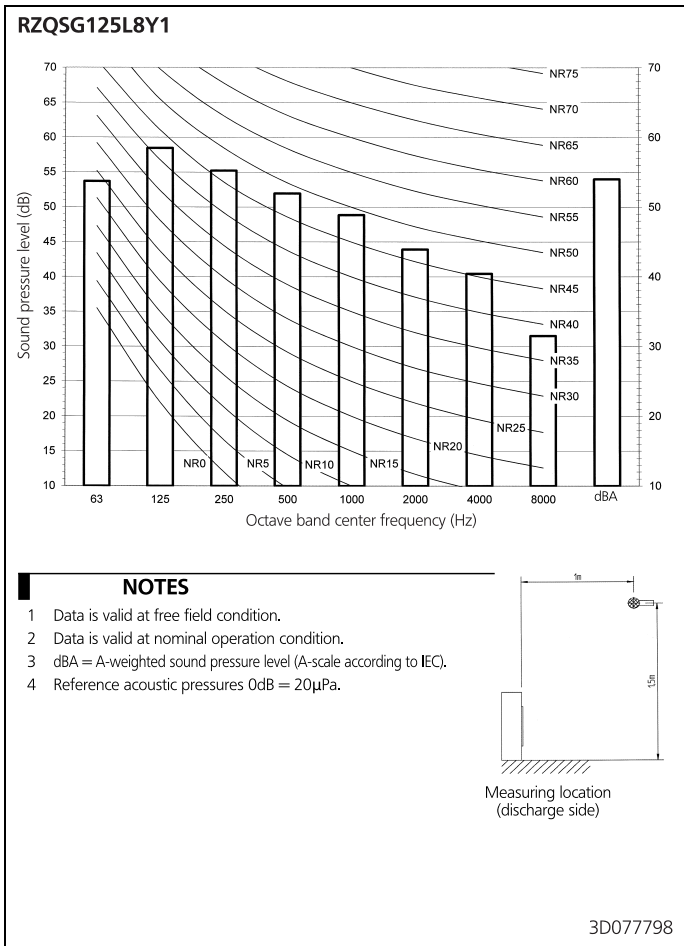 RZQSG125L8Y1
70 70
65
60 60
55
50 50
45
40 40
35
30 30
25
20 20
15
10 10
Sound pressure level (dB)
NR75
NR70
NR65
NR60
NR55
NR50
NR45
NR40
NR35
NR30
NR25
NR20
NR0 NR5 NR10 NR15
63 125 250 500 1000 2000 4000 8000 dBA
Octave band center frequency (Hz)
NOTES
1 Data is valid at free field condition.
2 Data is valid at nominal operation condition.
3 dBA = A-weighted sound pressure level (A-scale according to IEC).
4 Reference acoustic pressures 0dB = 20µPa.
1m
1.5m
Measuring location
(discharge side)
3D077798